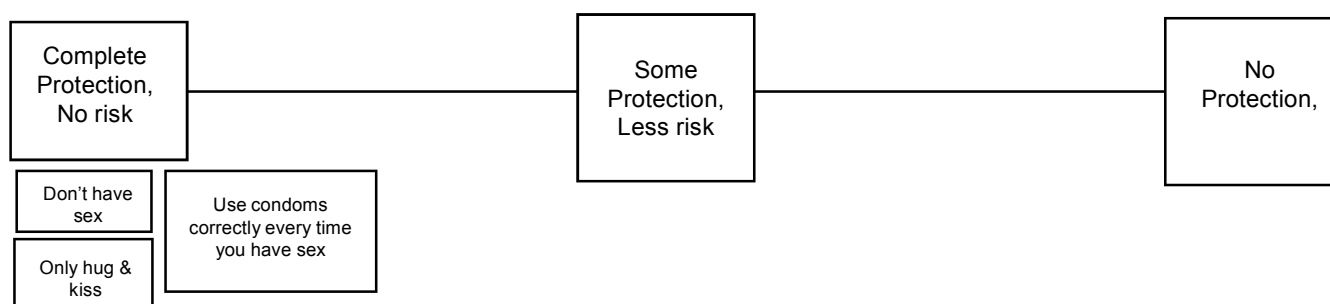 Complete
Protection,
No risk
Some
Protection,
Less risk
No
Protection,
Don’t have
sex
Use condoms
correctly every time
you have sex
Only hug &
kiss